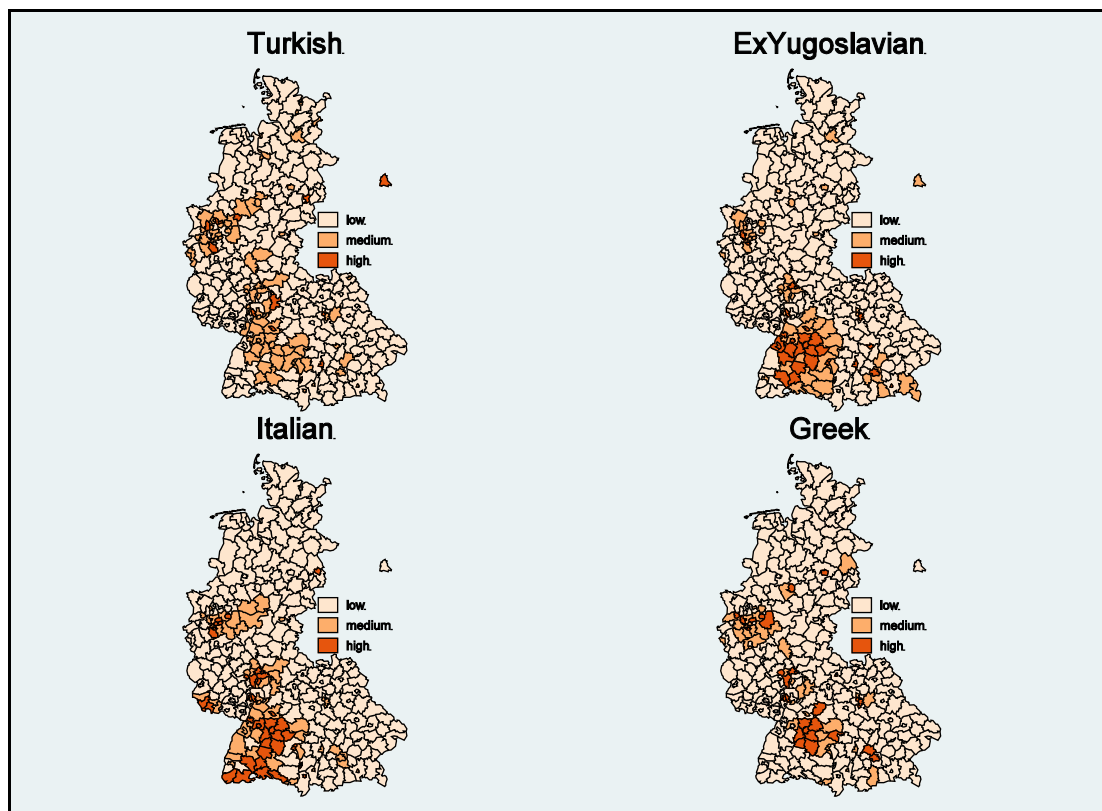 Turkish.
ExYugoslavian.
low.
medium.
high.
low.
medium.
high.
Italian.
Greek.
low.
medium.
high.
low.
medium.
high.